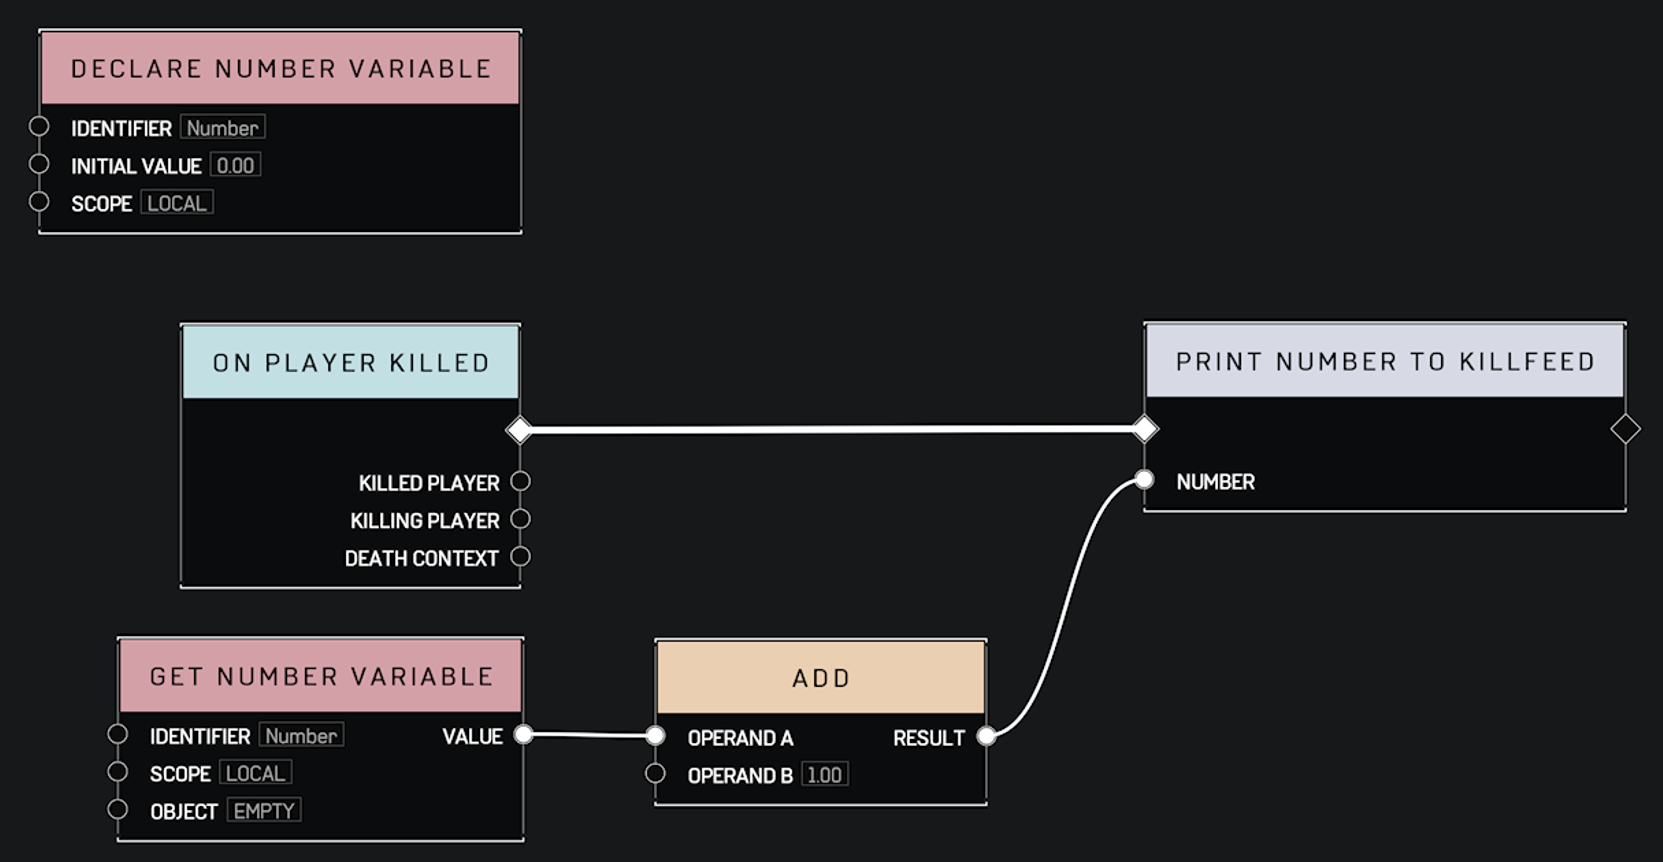 DECLARE NUMBER VARIABLE
IDENTIFIER Number
INITIAL VALUE 0.00
SCOPE LOCAL
ON PLAYER KILLED
KILLED PLAYER
KILLING PLAYER
DEATH CONTEXT
PRINT NUMBER TO KILLFEED
NUMBER
GET NUMBER VARIABLE
IDENTIFIER Number VALUE
SCOPE LOCAL
OBJECT EMPTY
ADD
OPERAND A RESULT
OPERAND B 1.00